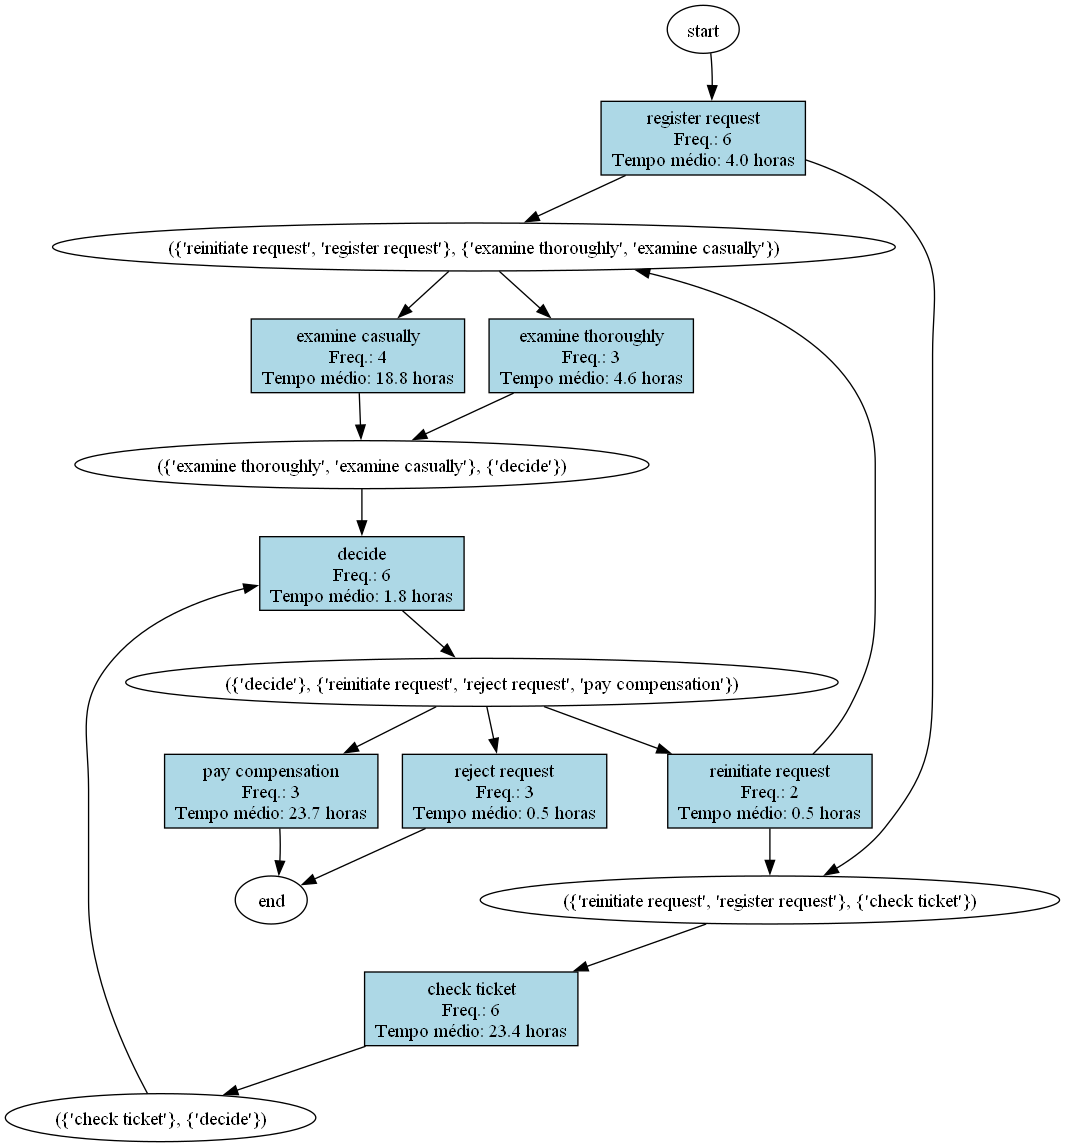 start
register request
Freq.: 6
Tempo médio: 4.0 horas
({'reinitiate request', 'register request'}, {'examine thoroughly', 'examine casually'})
examine casually
Freq.: 4
Tempo médio: 18.8 horas
examine thoroughly
Freq.: 3
Tempo médio: 4.6 horas
({'examine thoroughly', 'examine casually'}, {'decide'})
decide
Freq.: 6
Tempo médio: 1.8 horas
({'decide'}, {'reinitiate request', 'reject request', 'pay compensation'})
pay compensation
Freq.: 3
Tempo médio: 23.7 horas
reject request
Freq.: 3
Tempo médio: 0.5 horas
reinitiate request
Freq.: 2
Tempo médio: 0.5 horas
end
({'reinitiate request', 'register request'}, {'check ticket'})
check ticket
Freq.: 6
Tempo médio: 23.4 horas
({'check ticket'}, {'decide'})